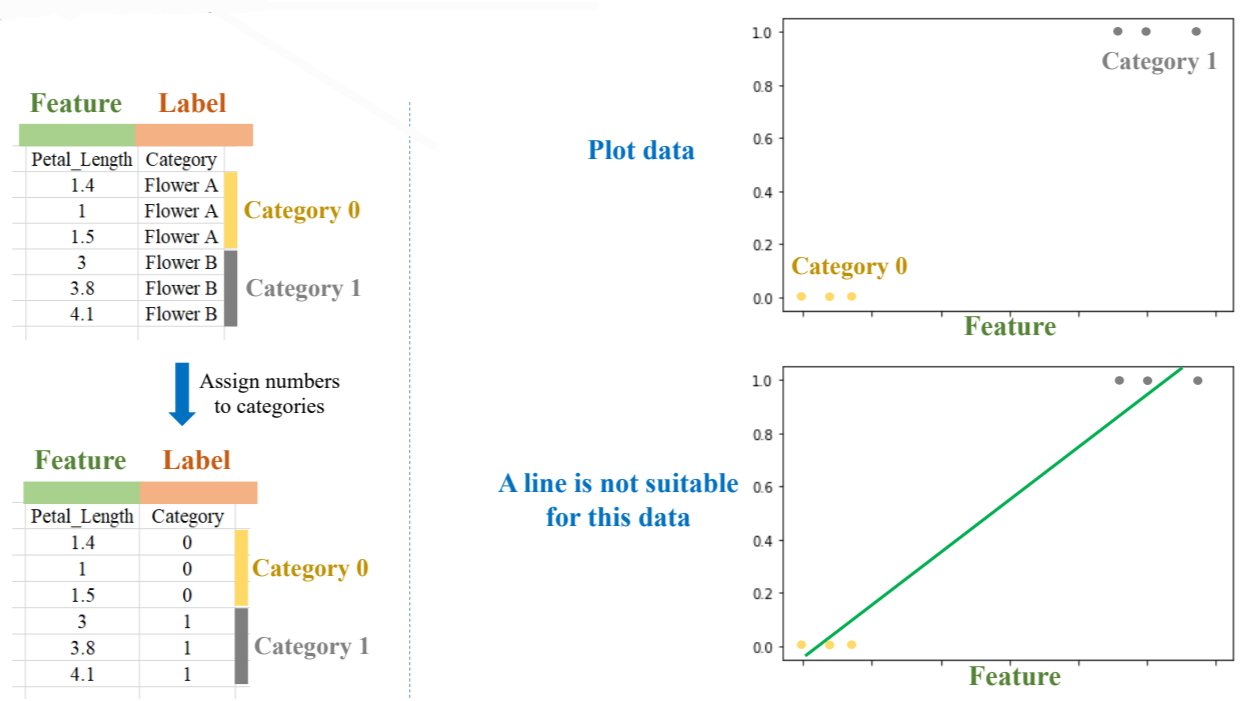 Feature Label
Petal_Length Category
1.4 Flower A
1 Flower A
1.5 Flower A
3 Flower B
3.8 Flower B
4.1 Flower B
Category 0
Category 1
Assign numbers
to categories
Feature Label
Petal_Length Category
1.4 0
1 0
1.5 0
3 1
3.8 1
4.1 1
Category 0
Category 1
Plot data
1.0
0.8
0.6
0.4
0.2
0.0
Category 1
Category 0
Feature
A line is not suitable
for this data
1.0
0.8
0.6
0.4
0.2
0.0
Feature